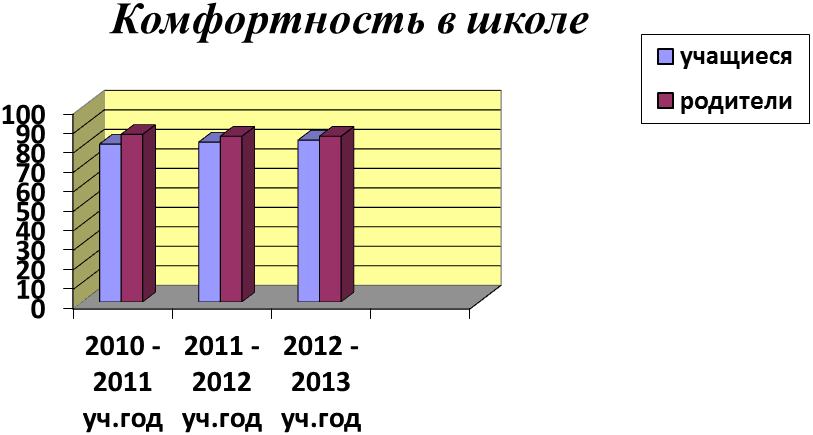 Комфортность в школе
учащиеся
родители
100
90
80
70
60
50
40
30
20
10
0
2010 -
2011
уч.год
2011 -
2012
уч.год
2012 -
2013
уч.год